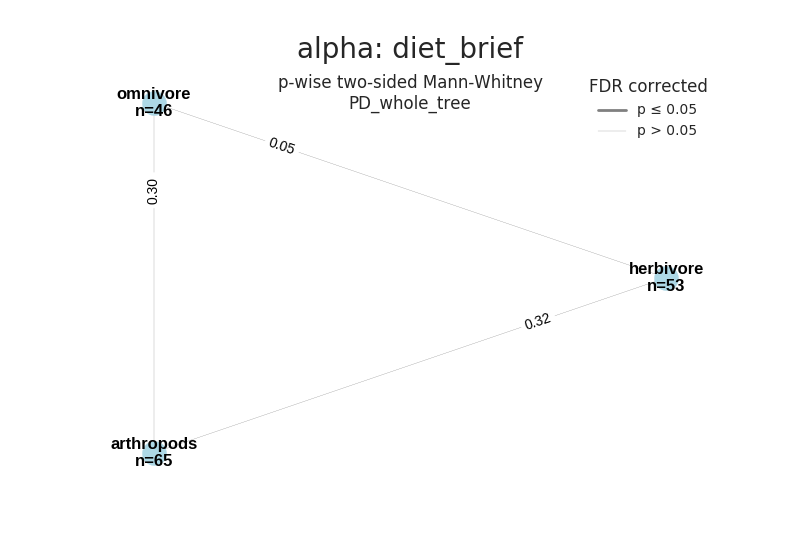 alpha: diet_brief
p-wise two-sided Mann-Whitney
PD_whole_tree
FDR corrected
p ≤ 0.05
p > 0.05
omnivore
n=46
0.05
0.30
herbivore
n=53
0.32
arthropods
n=65